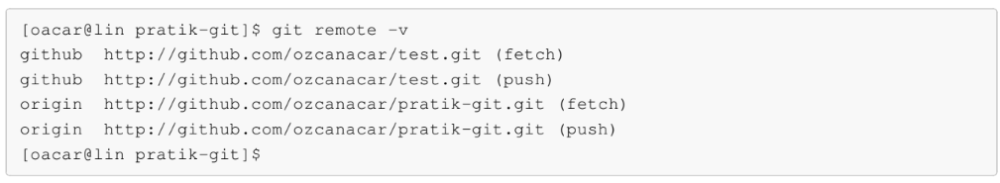 [oacar@lin pratik-git]$ git remote -v
github  http://github.com/ozcanacar/test.git (fetch)
github  http://github.com/ozcanacar/test.git (push)
origin  http://github.com/ozcanacar/pratik-git.git (fetch)
origin  http://github.com/ozcanacar/pratik-git.git (push)
[oacar@lin pratik-git]$